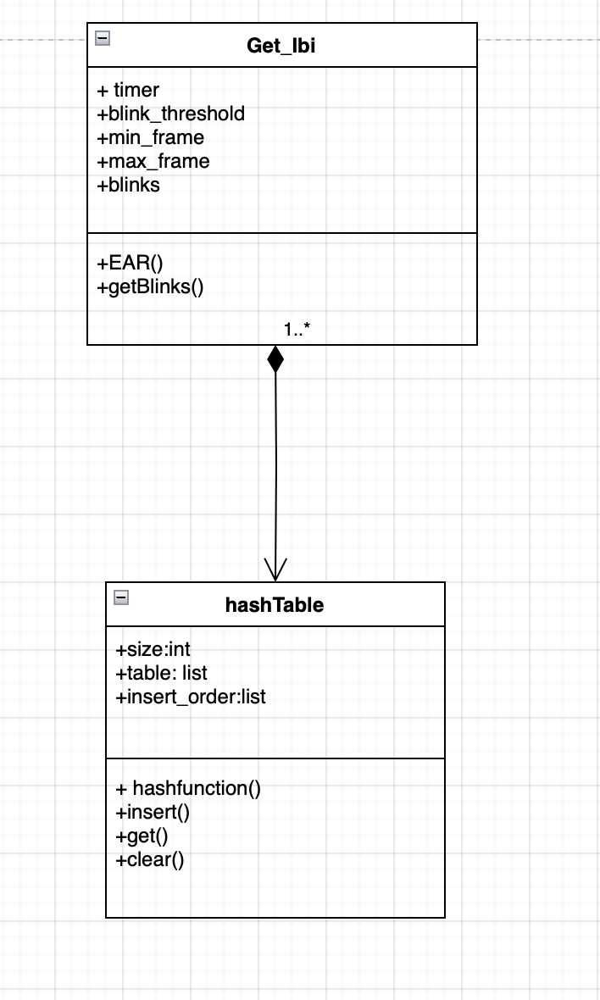 Get_Ibi
+ timer
+blink_threshold
+min_frame
+max_frame
+blinks
+EAR()
+getBlinks()
1..*
hashTable
+size:int
+table: list
+insert_order:list
+ hashfunction()
+insert()
+get()
+clear()